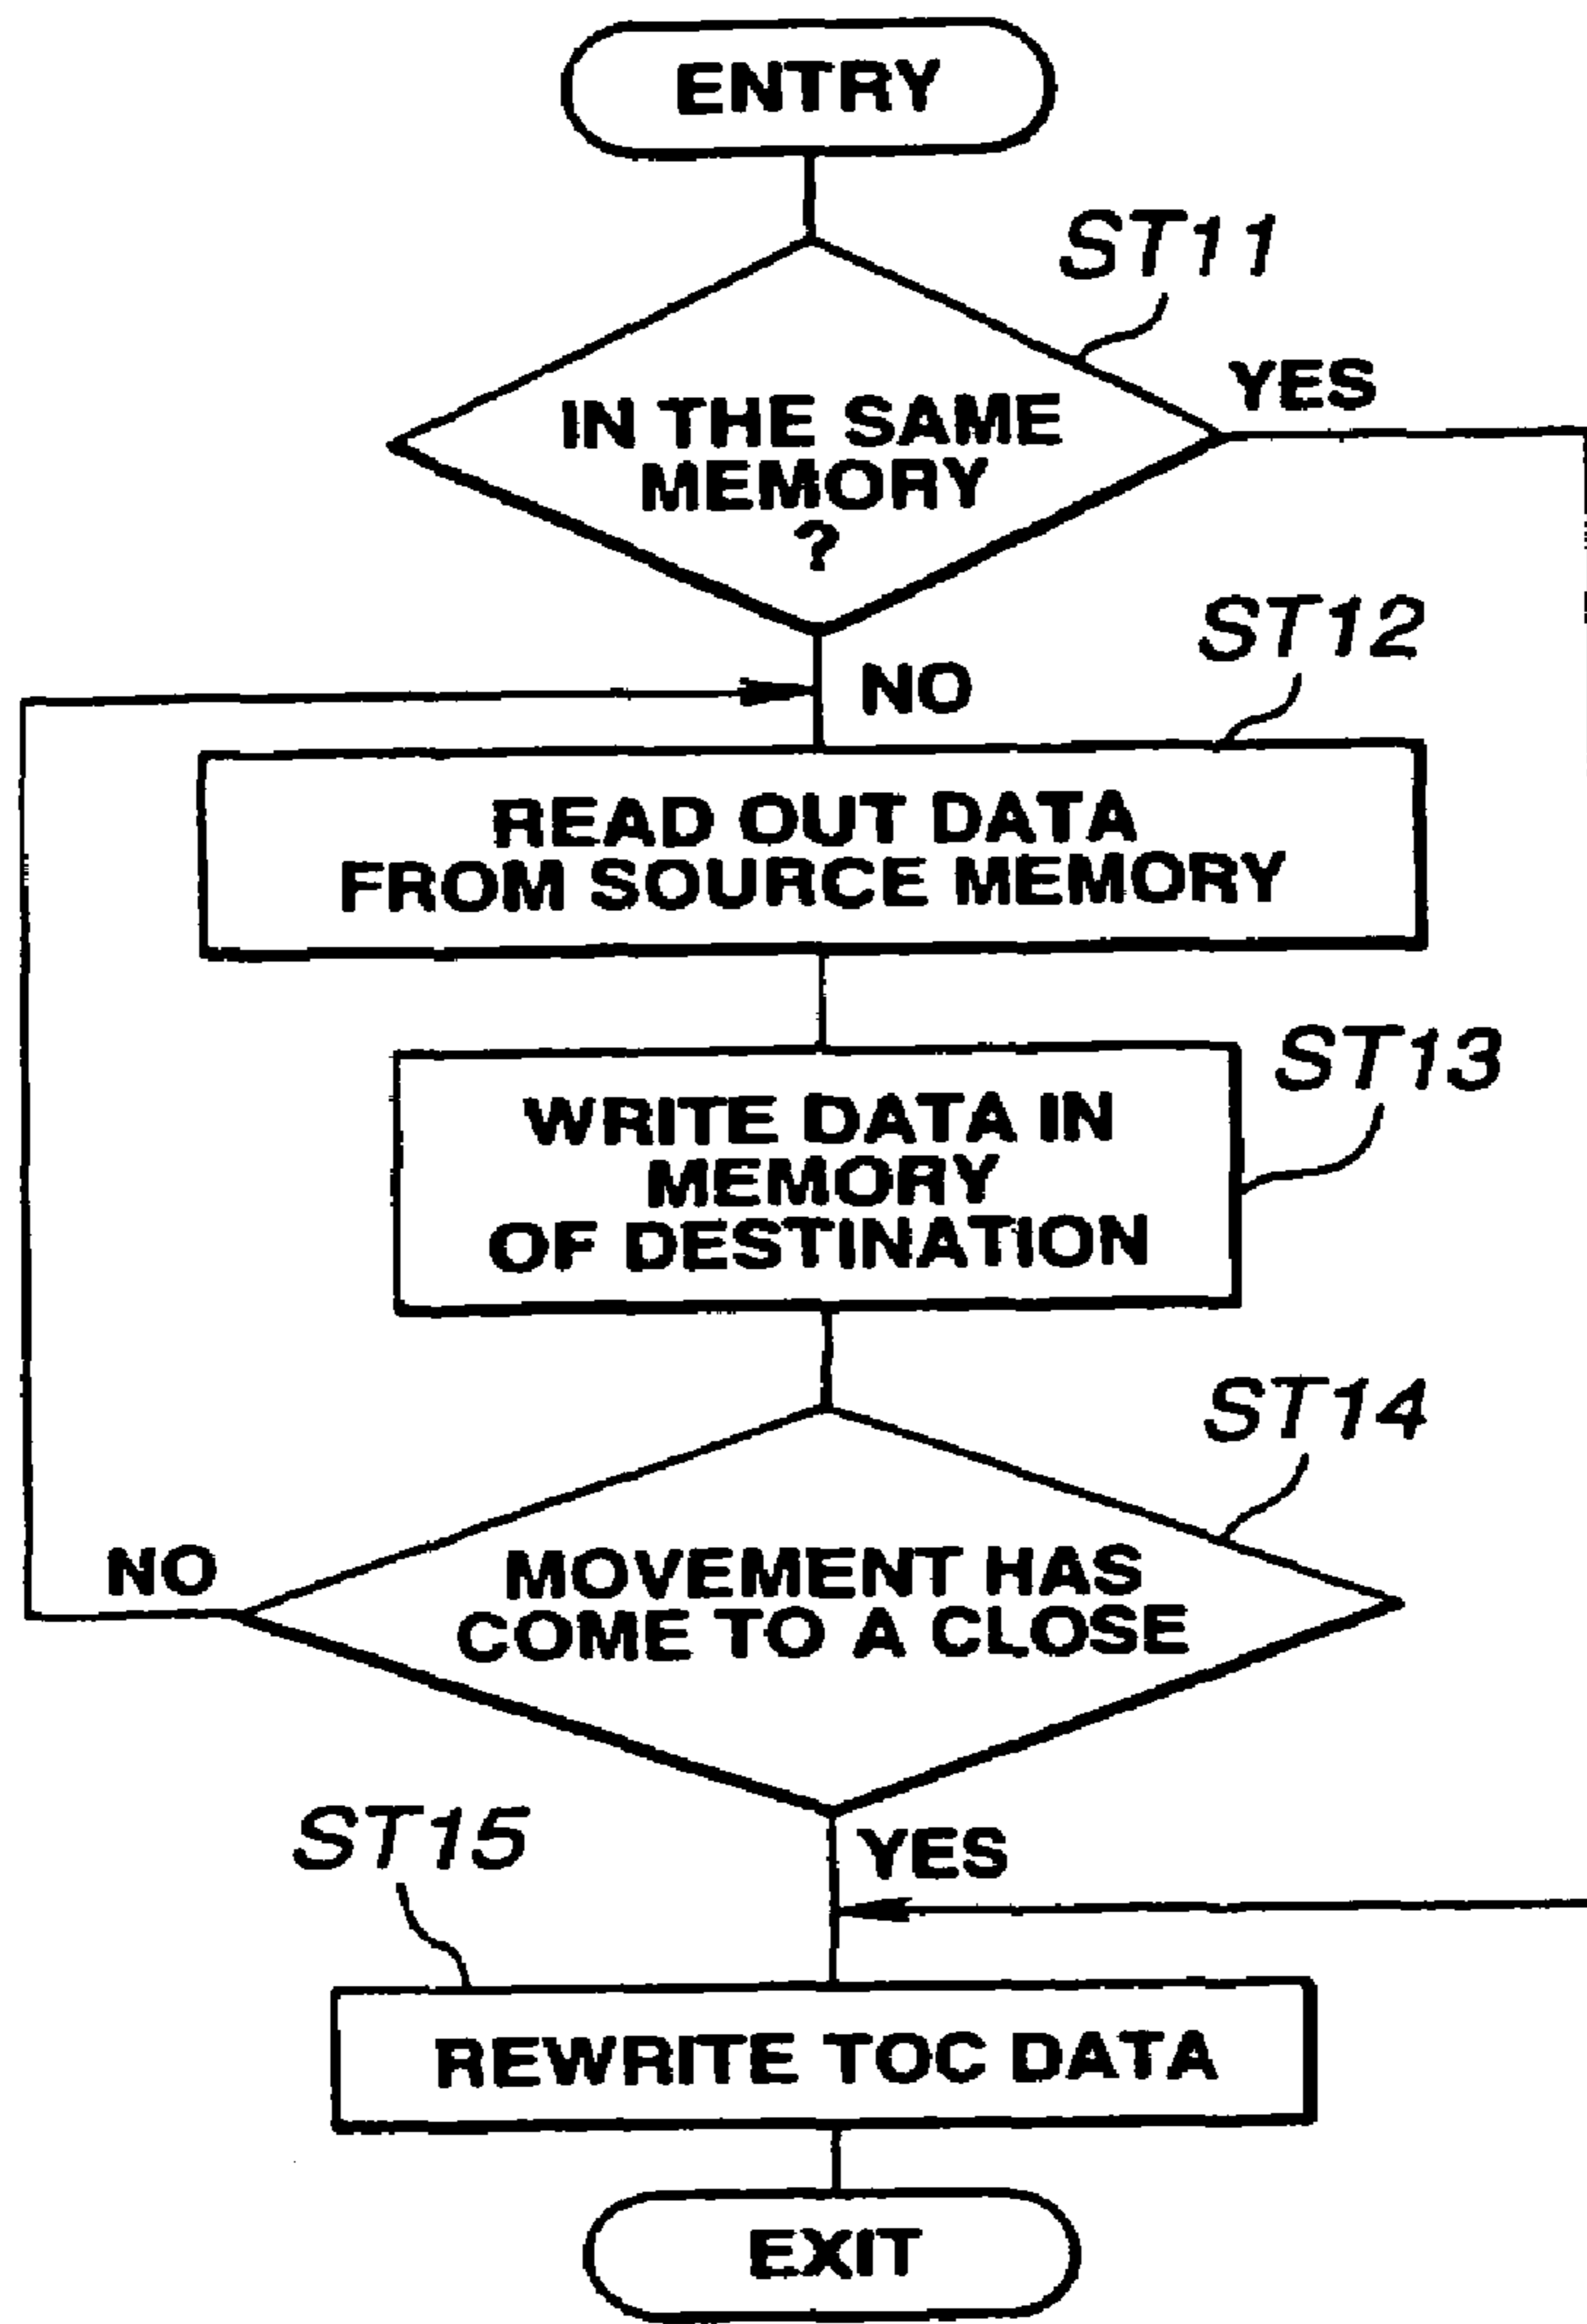 ENTRY
ST11
IN THE SAME
MEMORY
?
YES
NO
ST12
READ OUT DATA
FROM SOURCE MEMORY
ST13
WRITE DATA IN
MEMORY
OF DESTINATION
ST14
MOVEMENT HAS
COME TO A CLOSE
NO
YES
ST15
REWRITE TOC DATA
EXIT